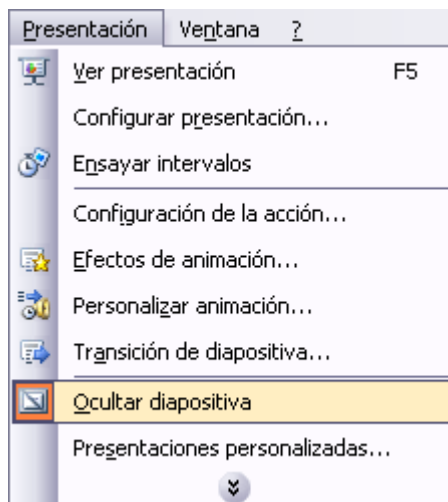 Presentación Ventana ?
Ver presentación F5
Configurar presentación...
Ensayar intervalos
Configuración de la acción...
Efectos de animación...
Personalizar animación...
Transición de diapositiva...
Ocultar diapositiva
Presentaciones personalizadas...